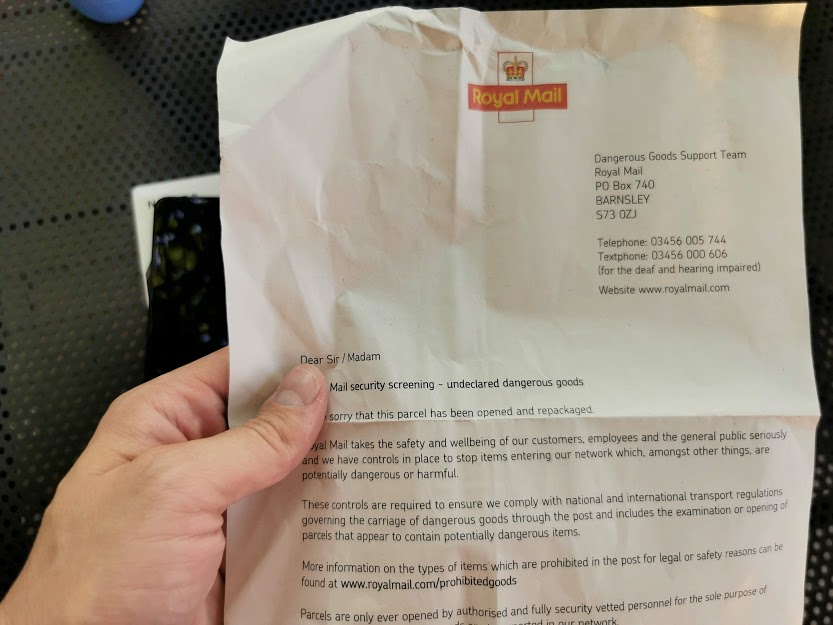 Royal Mail
Dangerous Goods Support Team
Royal Mail
PO Box 740
BARNSLEY
S73 0ZJ
Telephone: 03456 005 744
Textphone: 03456 000 606
(for the deaf and hearing impaired)
Website www.royalmail.com
Dear Sir / Madam
Mail security screening – undeclared dangerous goods
sorry that this parcel has been opened and repackaged.
Royal Mail takes the safety and wellbeing of our customers, employees and the general public seriously
and we have controls in place to stop items entering our network which, amongst other things, are
potentially dangerous or harmful.
These controls are required to ensure we comply with national and international transport regulations
governing the carriage of dangerous goods through the post and includes the examination or opening of
parcels that appear to contain potentially dangerous items.
More information on the types of items which are prohibited in the post for legal or safety reasons can be
found at www.royalmail.com/prohibitedgoods
Parcels are only ever opened by authorised and fully security vetted personnel for the sole purpose of
in our network.